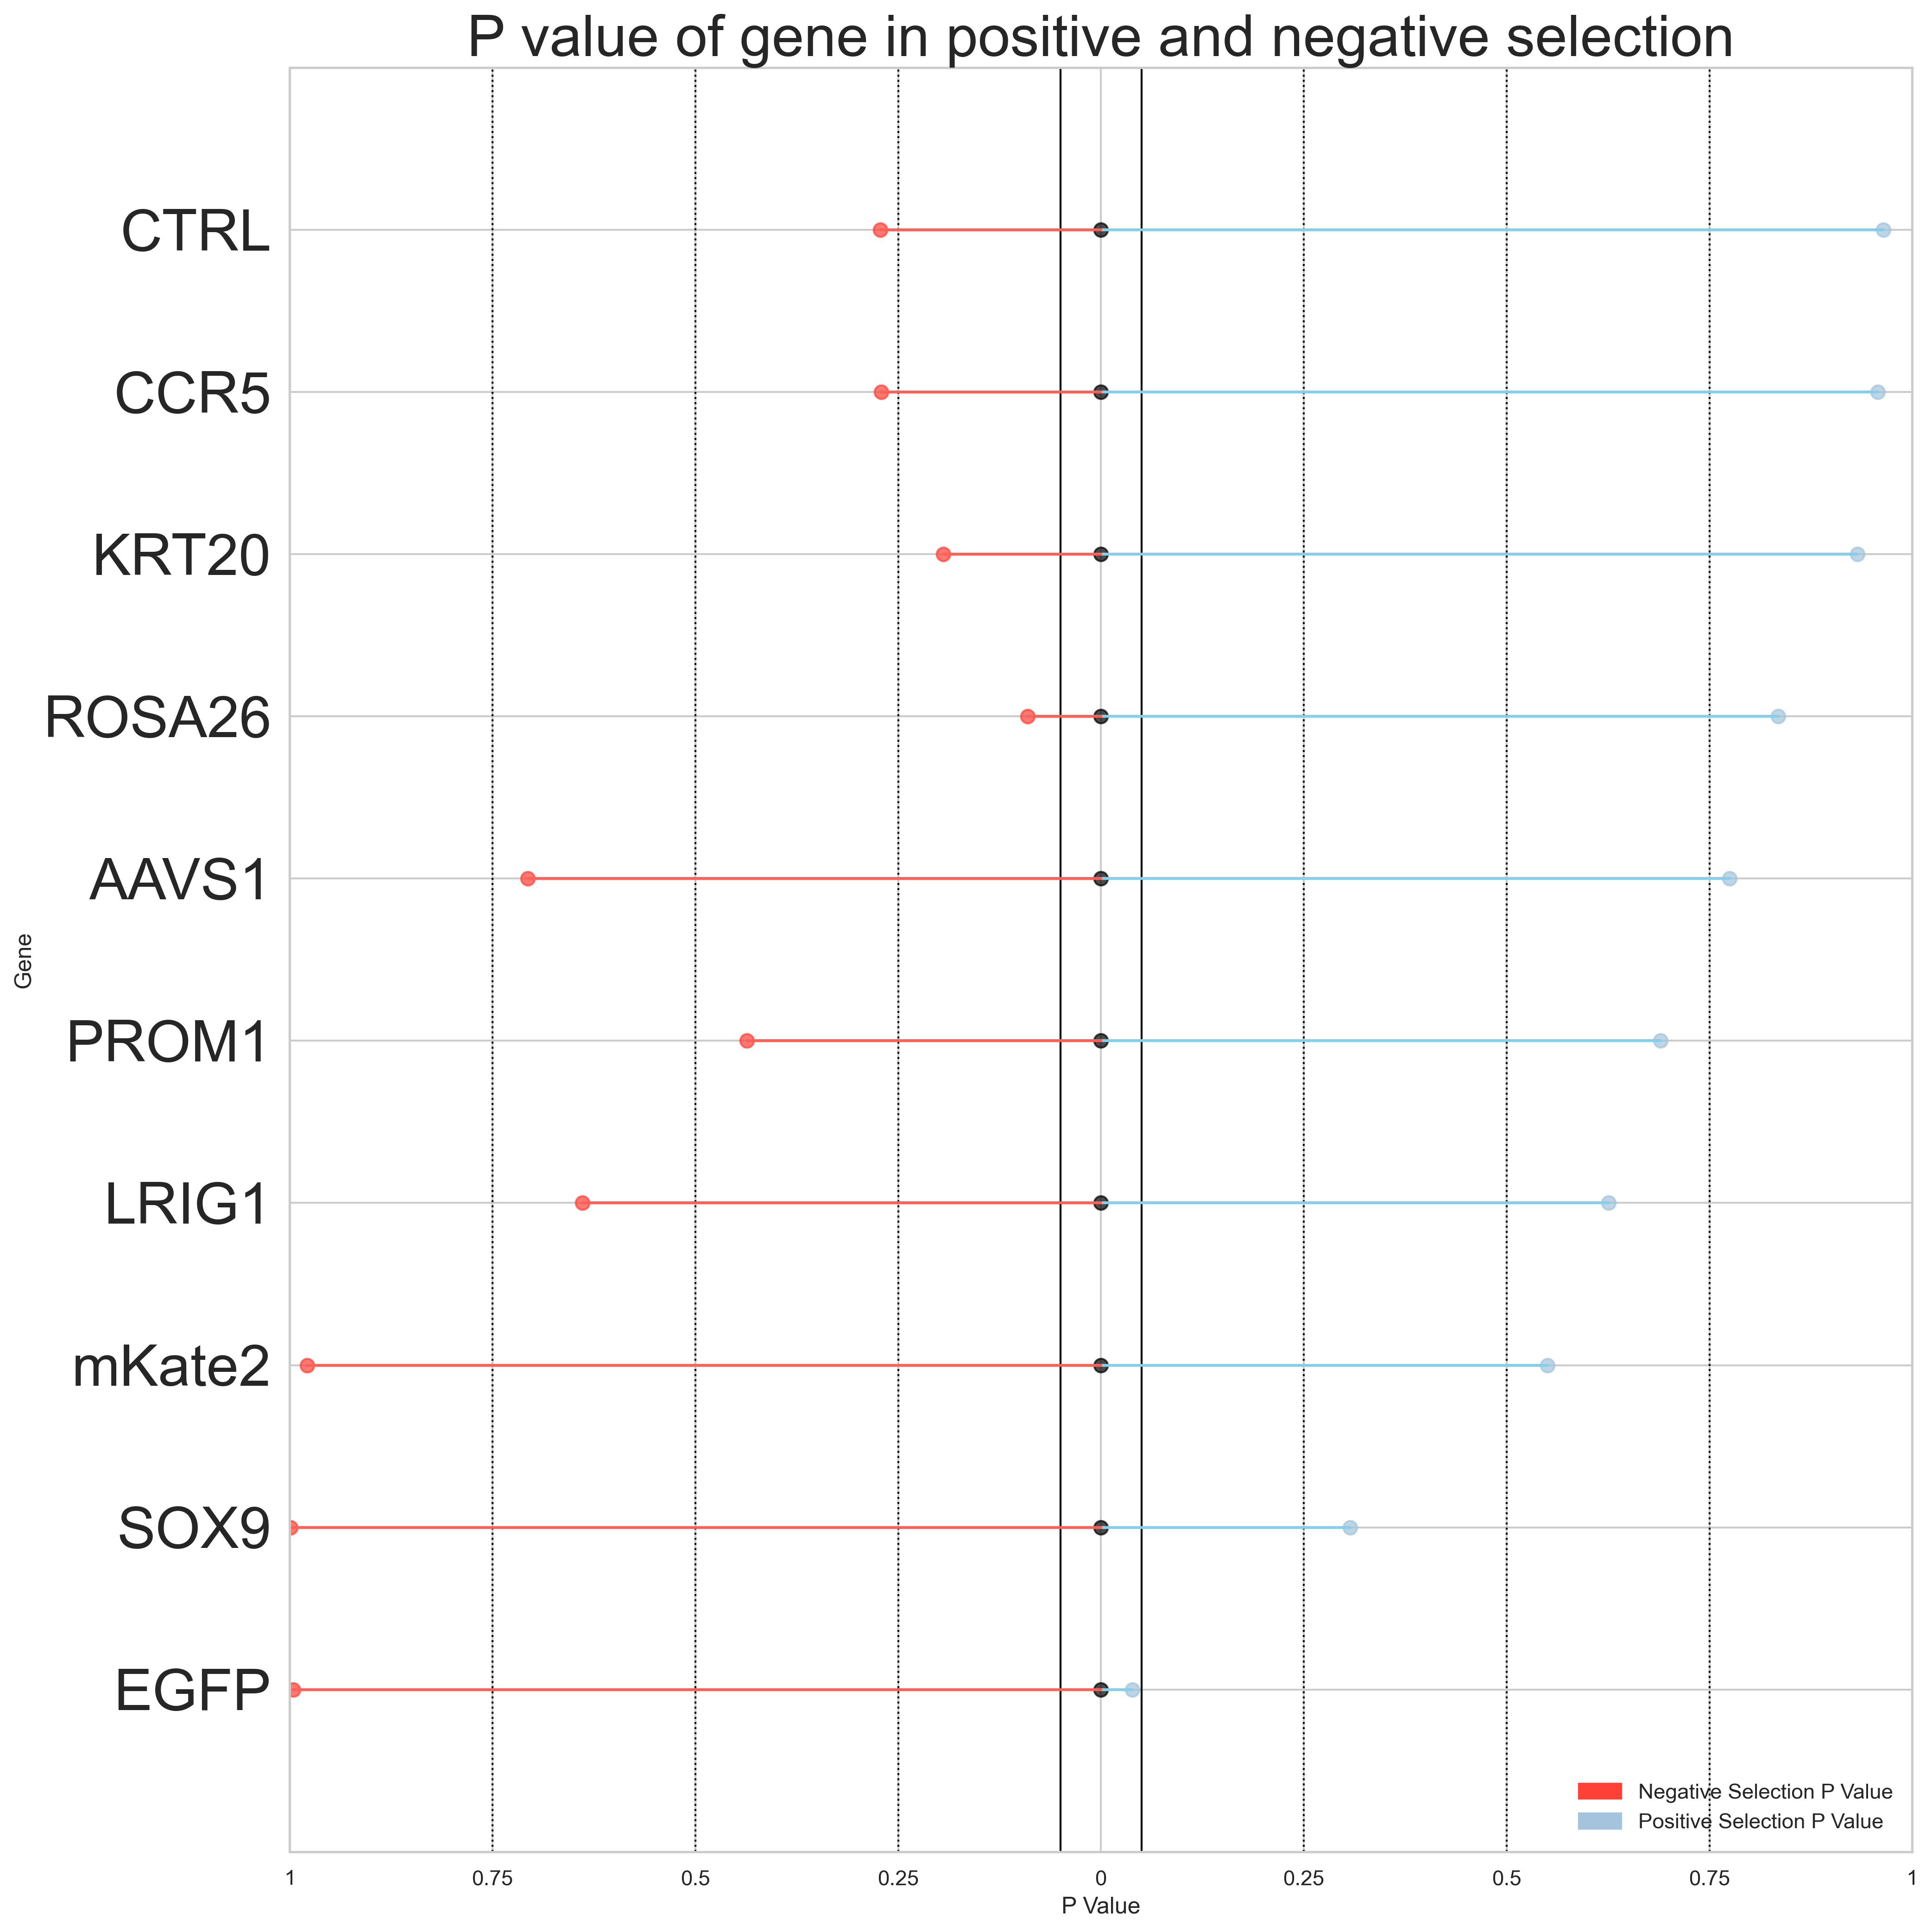 P value of gene in positive and negative selection
CTRL
CCR5
KRT20
ROSA26
AAVS1
Gene
PROM1
LRIG1
mKate2
SOX9
EGFP
Negative Selection P Value
Positive Selection P Value
1 0.75 0.5 0.25 0 0.25 0.5 0.75 1
P Value